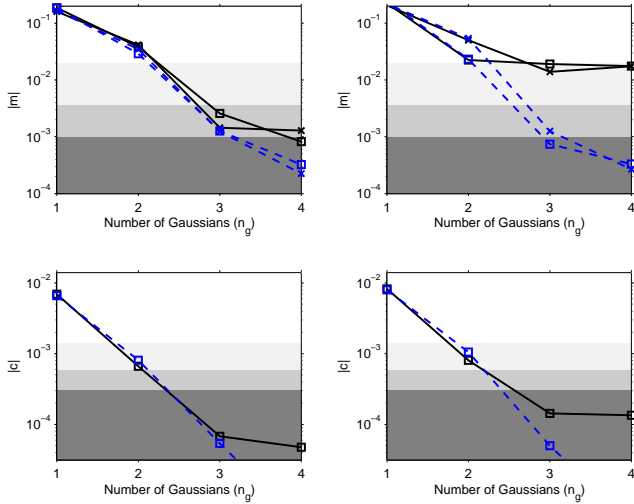 10^−1
10^−2
10^−3
10^−4
|m|
1 2 3 4
Number of Gaussians (n_g)
10^−1
10^−2
10^−3
10^−4
|m|
1 2 3 4
Number of Gaussians (n_g)
10^−2
10^−3
10^−4
|c|
1 2 3 4
Number of Gaussians (n_g)
10^−2
10^−3
10^−4
|c|
1 2 3 4
Number of Gaussians (n_g)